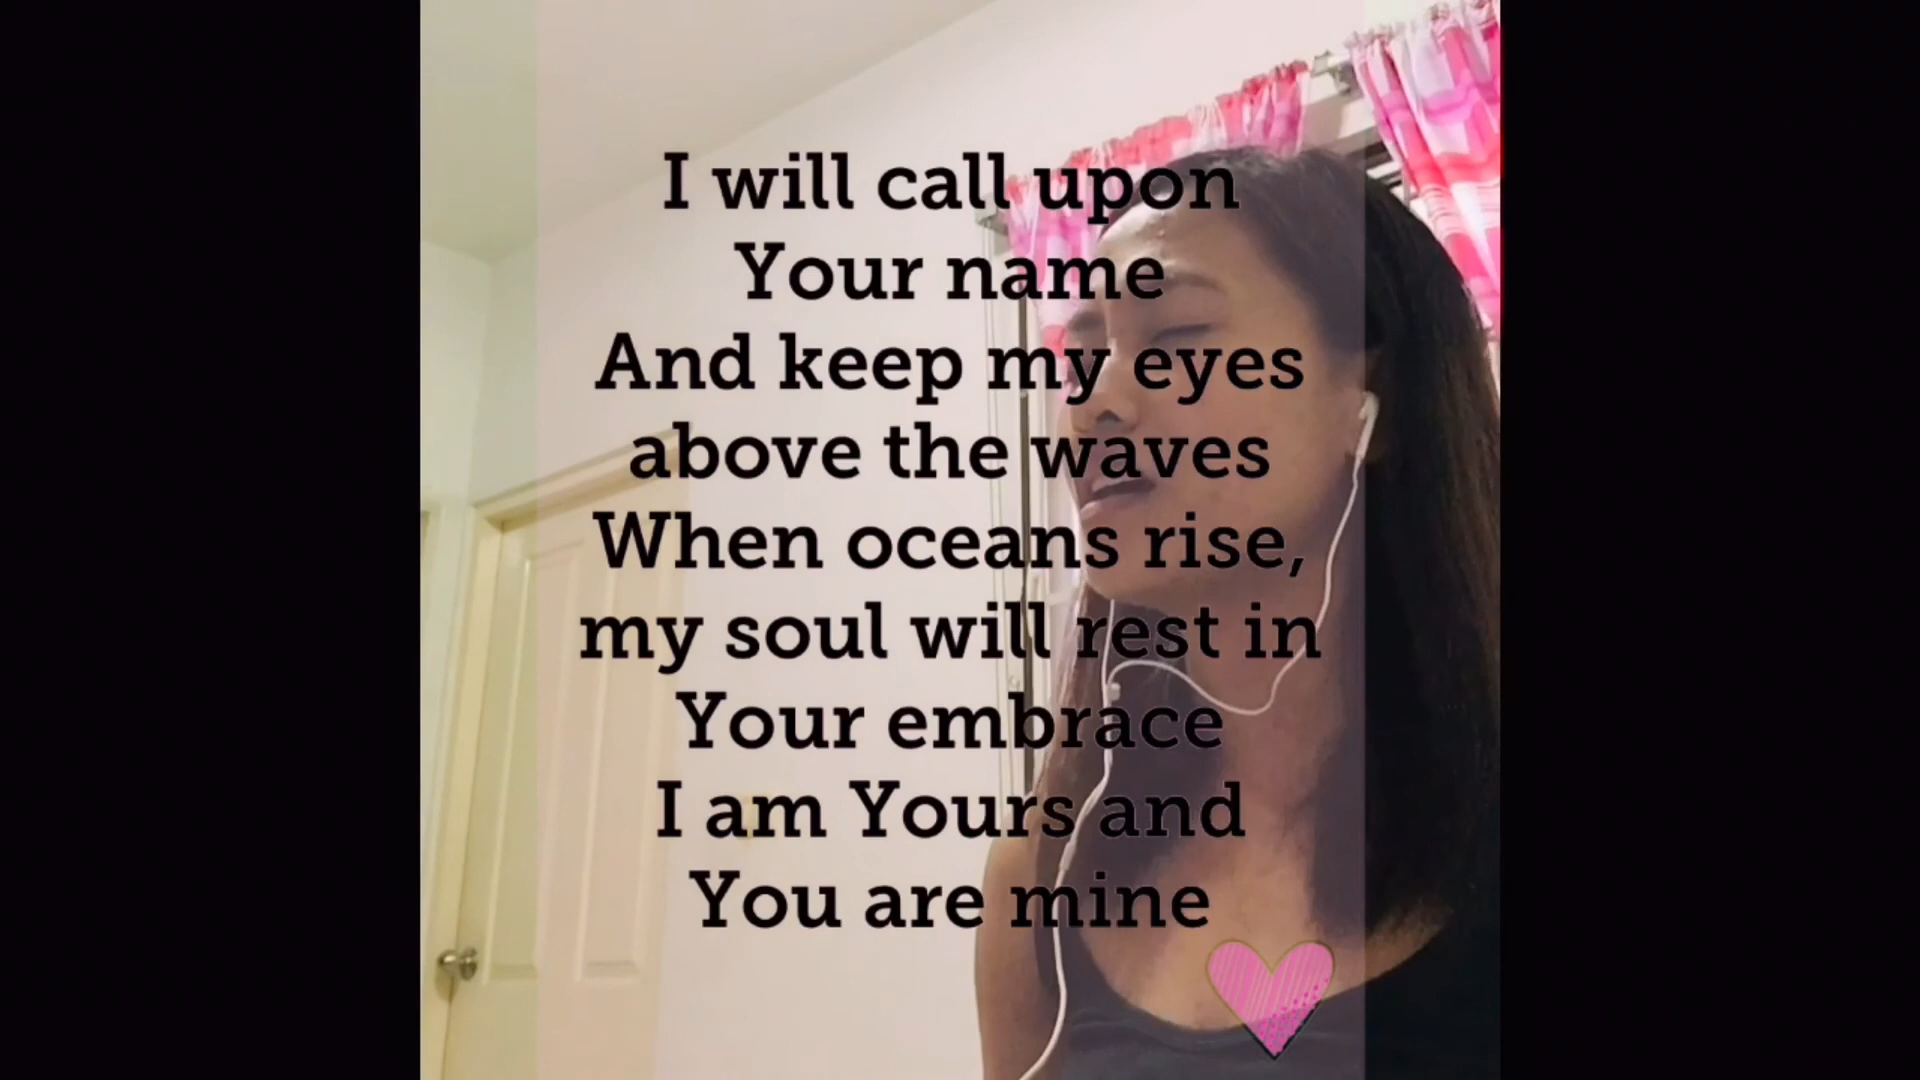 I will call upon
Your name
And keep my eyes
above the waves
When oceans rise,
my soul will rest in
Your embrace
I am Yours and
You are mine